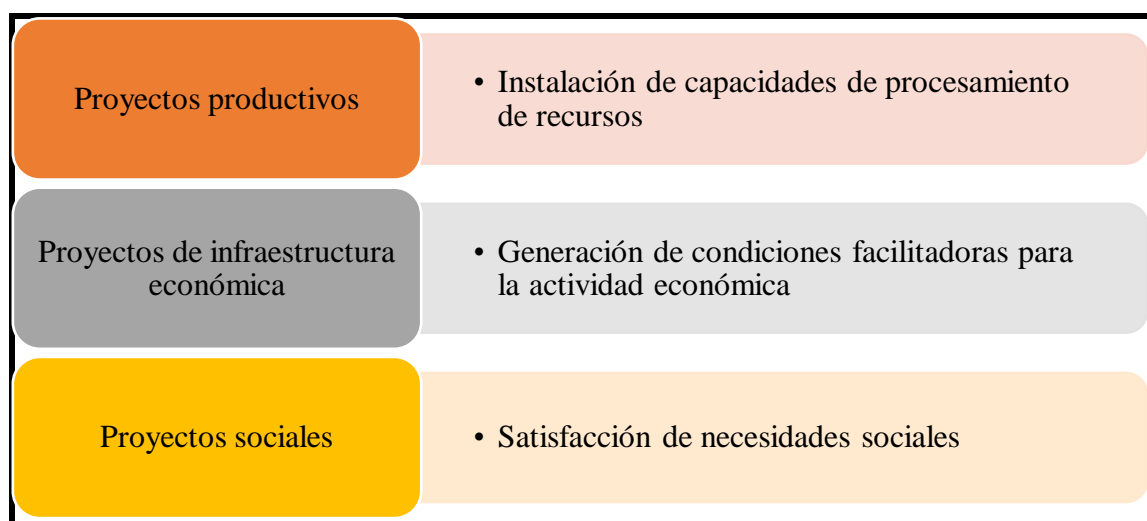 Proyectos productivos
• Instalación de capacidades de procesamiento
de recursos
Proyectos de infraestructura
económica
• Generación de condiciones facilitadoras para
la actividad económica
Proyectos sociales
• Satisfacción de necesidades sociales